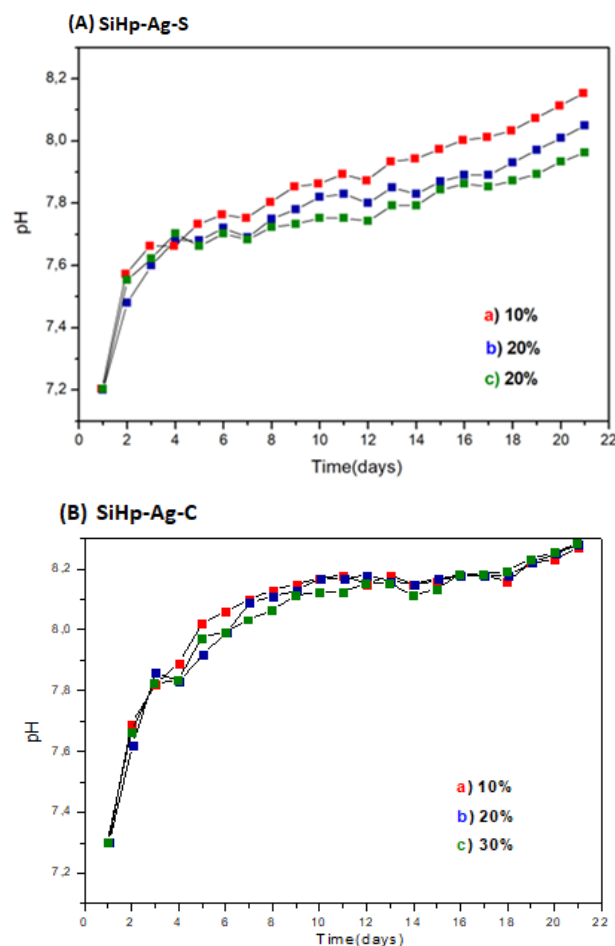 (A) SiHp-Ag-S
8,2
8,0
7,8
7,6
7,4
7,2
pH
a) 10%
b) 20%
c) 20%
0 2 4 6 8 10 12 14 16 18 20 22
Time(days)
(B) SiHp-Ag-C
8,2
8,0
7,8
7,6
7,4
7,2
pH
a) 10%
b) 20%
c) 30%
0 2 4 6 8 10 12 14 16 18 20 22
Time(days)